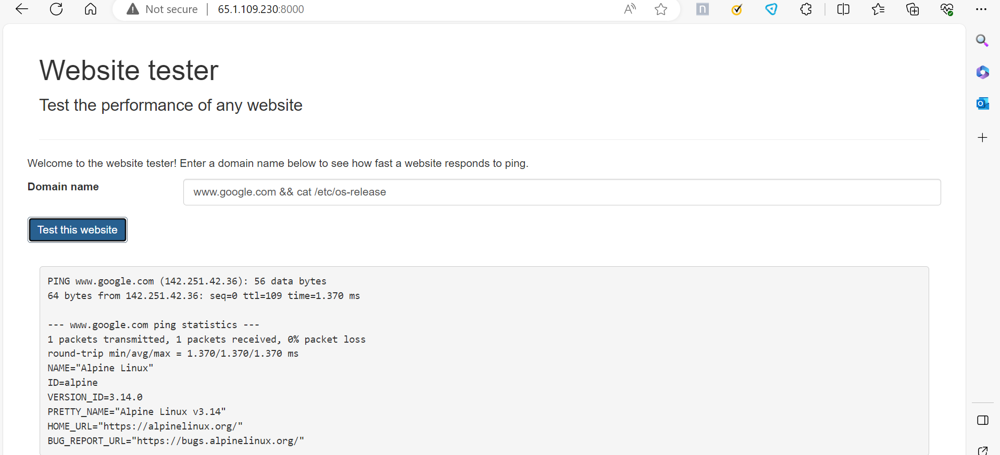 Not secure | 65.1.109.230:8000
Website tester
Test the performance of any website
Welcome to the website tester! Enter a domain name below to see how fast a website responds to ping.
Domain name
www.google.com && cat /etc/os-release
Test this website
PING www.google.com (142.251.42.36): 56 data bytes
64 bytes from 142.251.42.36: seq=0 ttl=109 time=1.370 ms
--- www.google.com ping statistics ---
1 packets transmitted, 1 packets received, 0% packet loss
round-trip min/avg/max = 1.370/1.370/1.370 ms
NAME="Alpine Linux"
ID=alpine
VERSION_ID=3.14.0
PRETTY_NAME="Alpine Linux v3.14"
HOME_URL="https://alpinelinux.org/"
BUG_REPORT_URL="https://bugs.alpinelinux.org/"